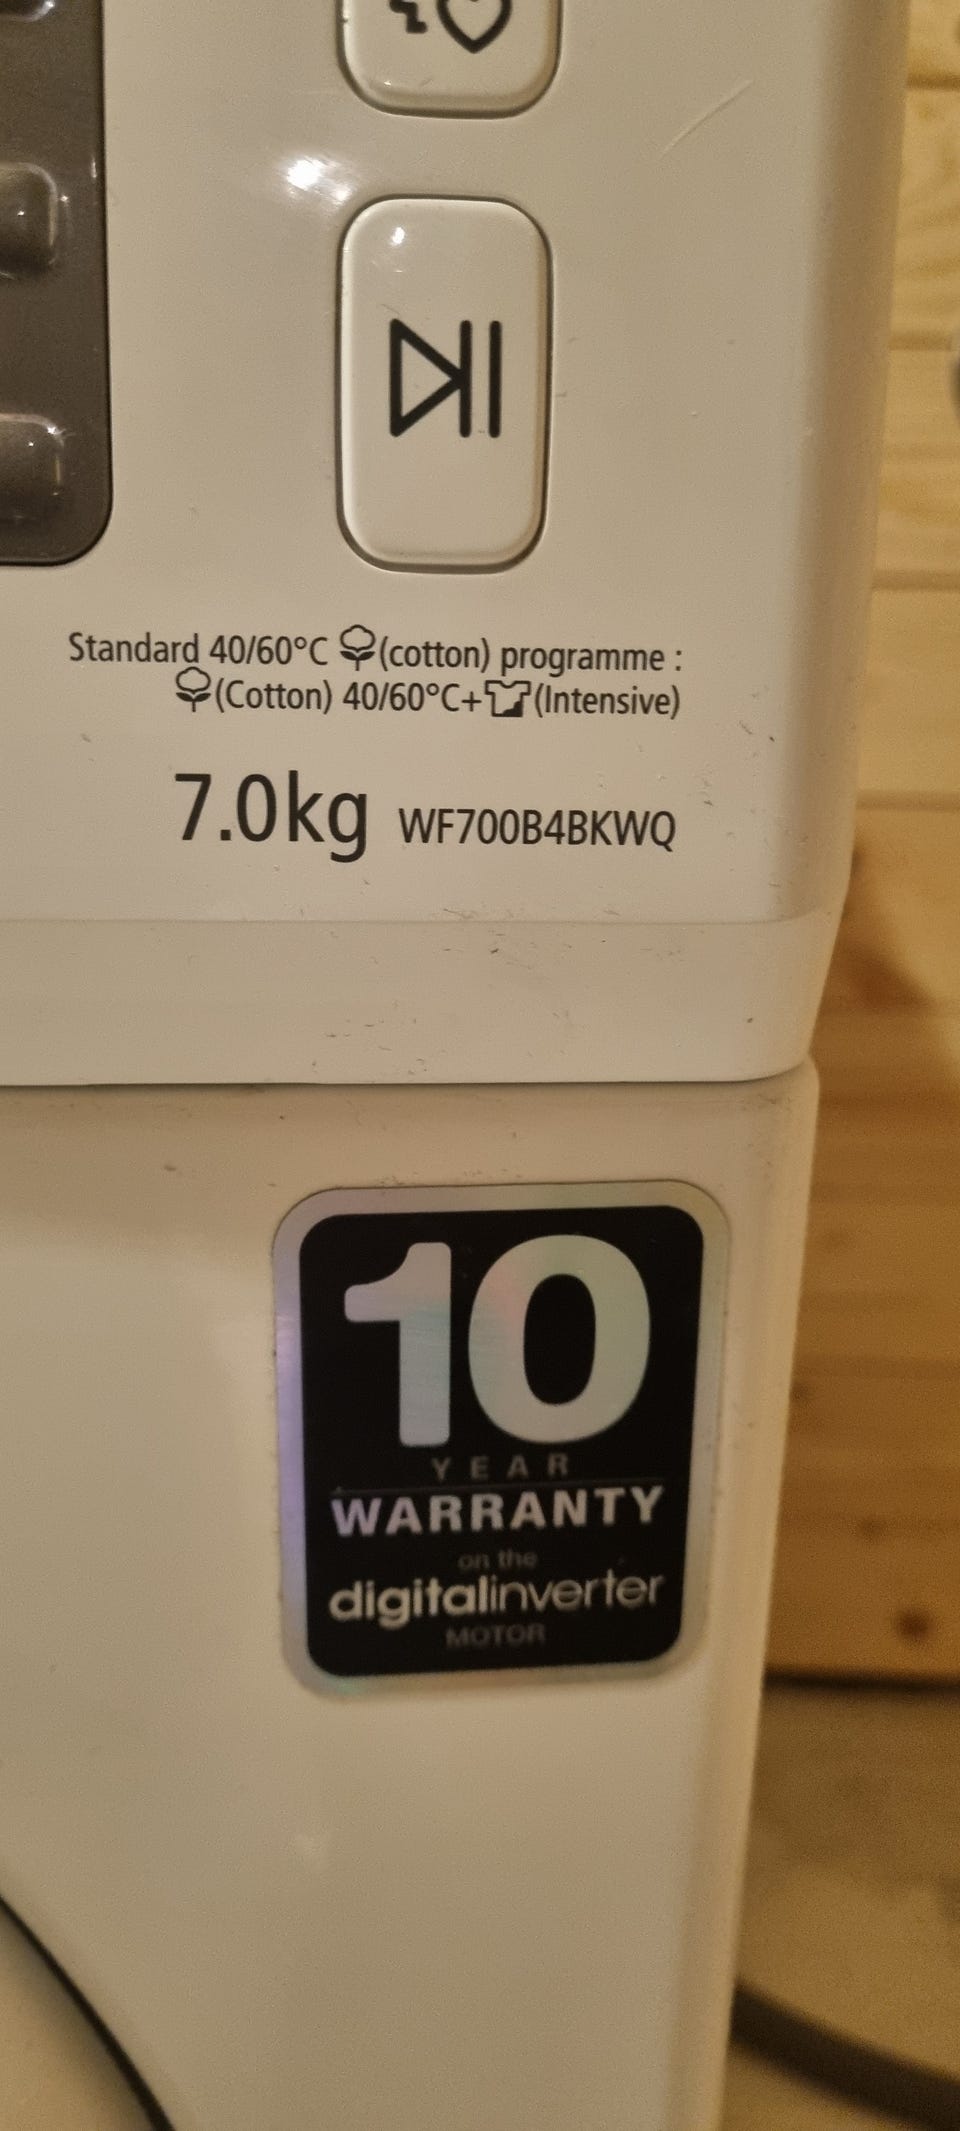 Standard 40/60°C (cotton) programme :
(Cotton) 40/60°C+ (Intensive)
7.0kg WF700B4BKWQ
10
YEAR
WARRANTY
on the
digitalinverter
MOTOR